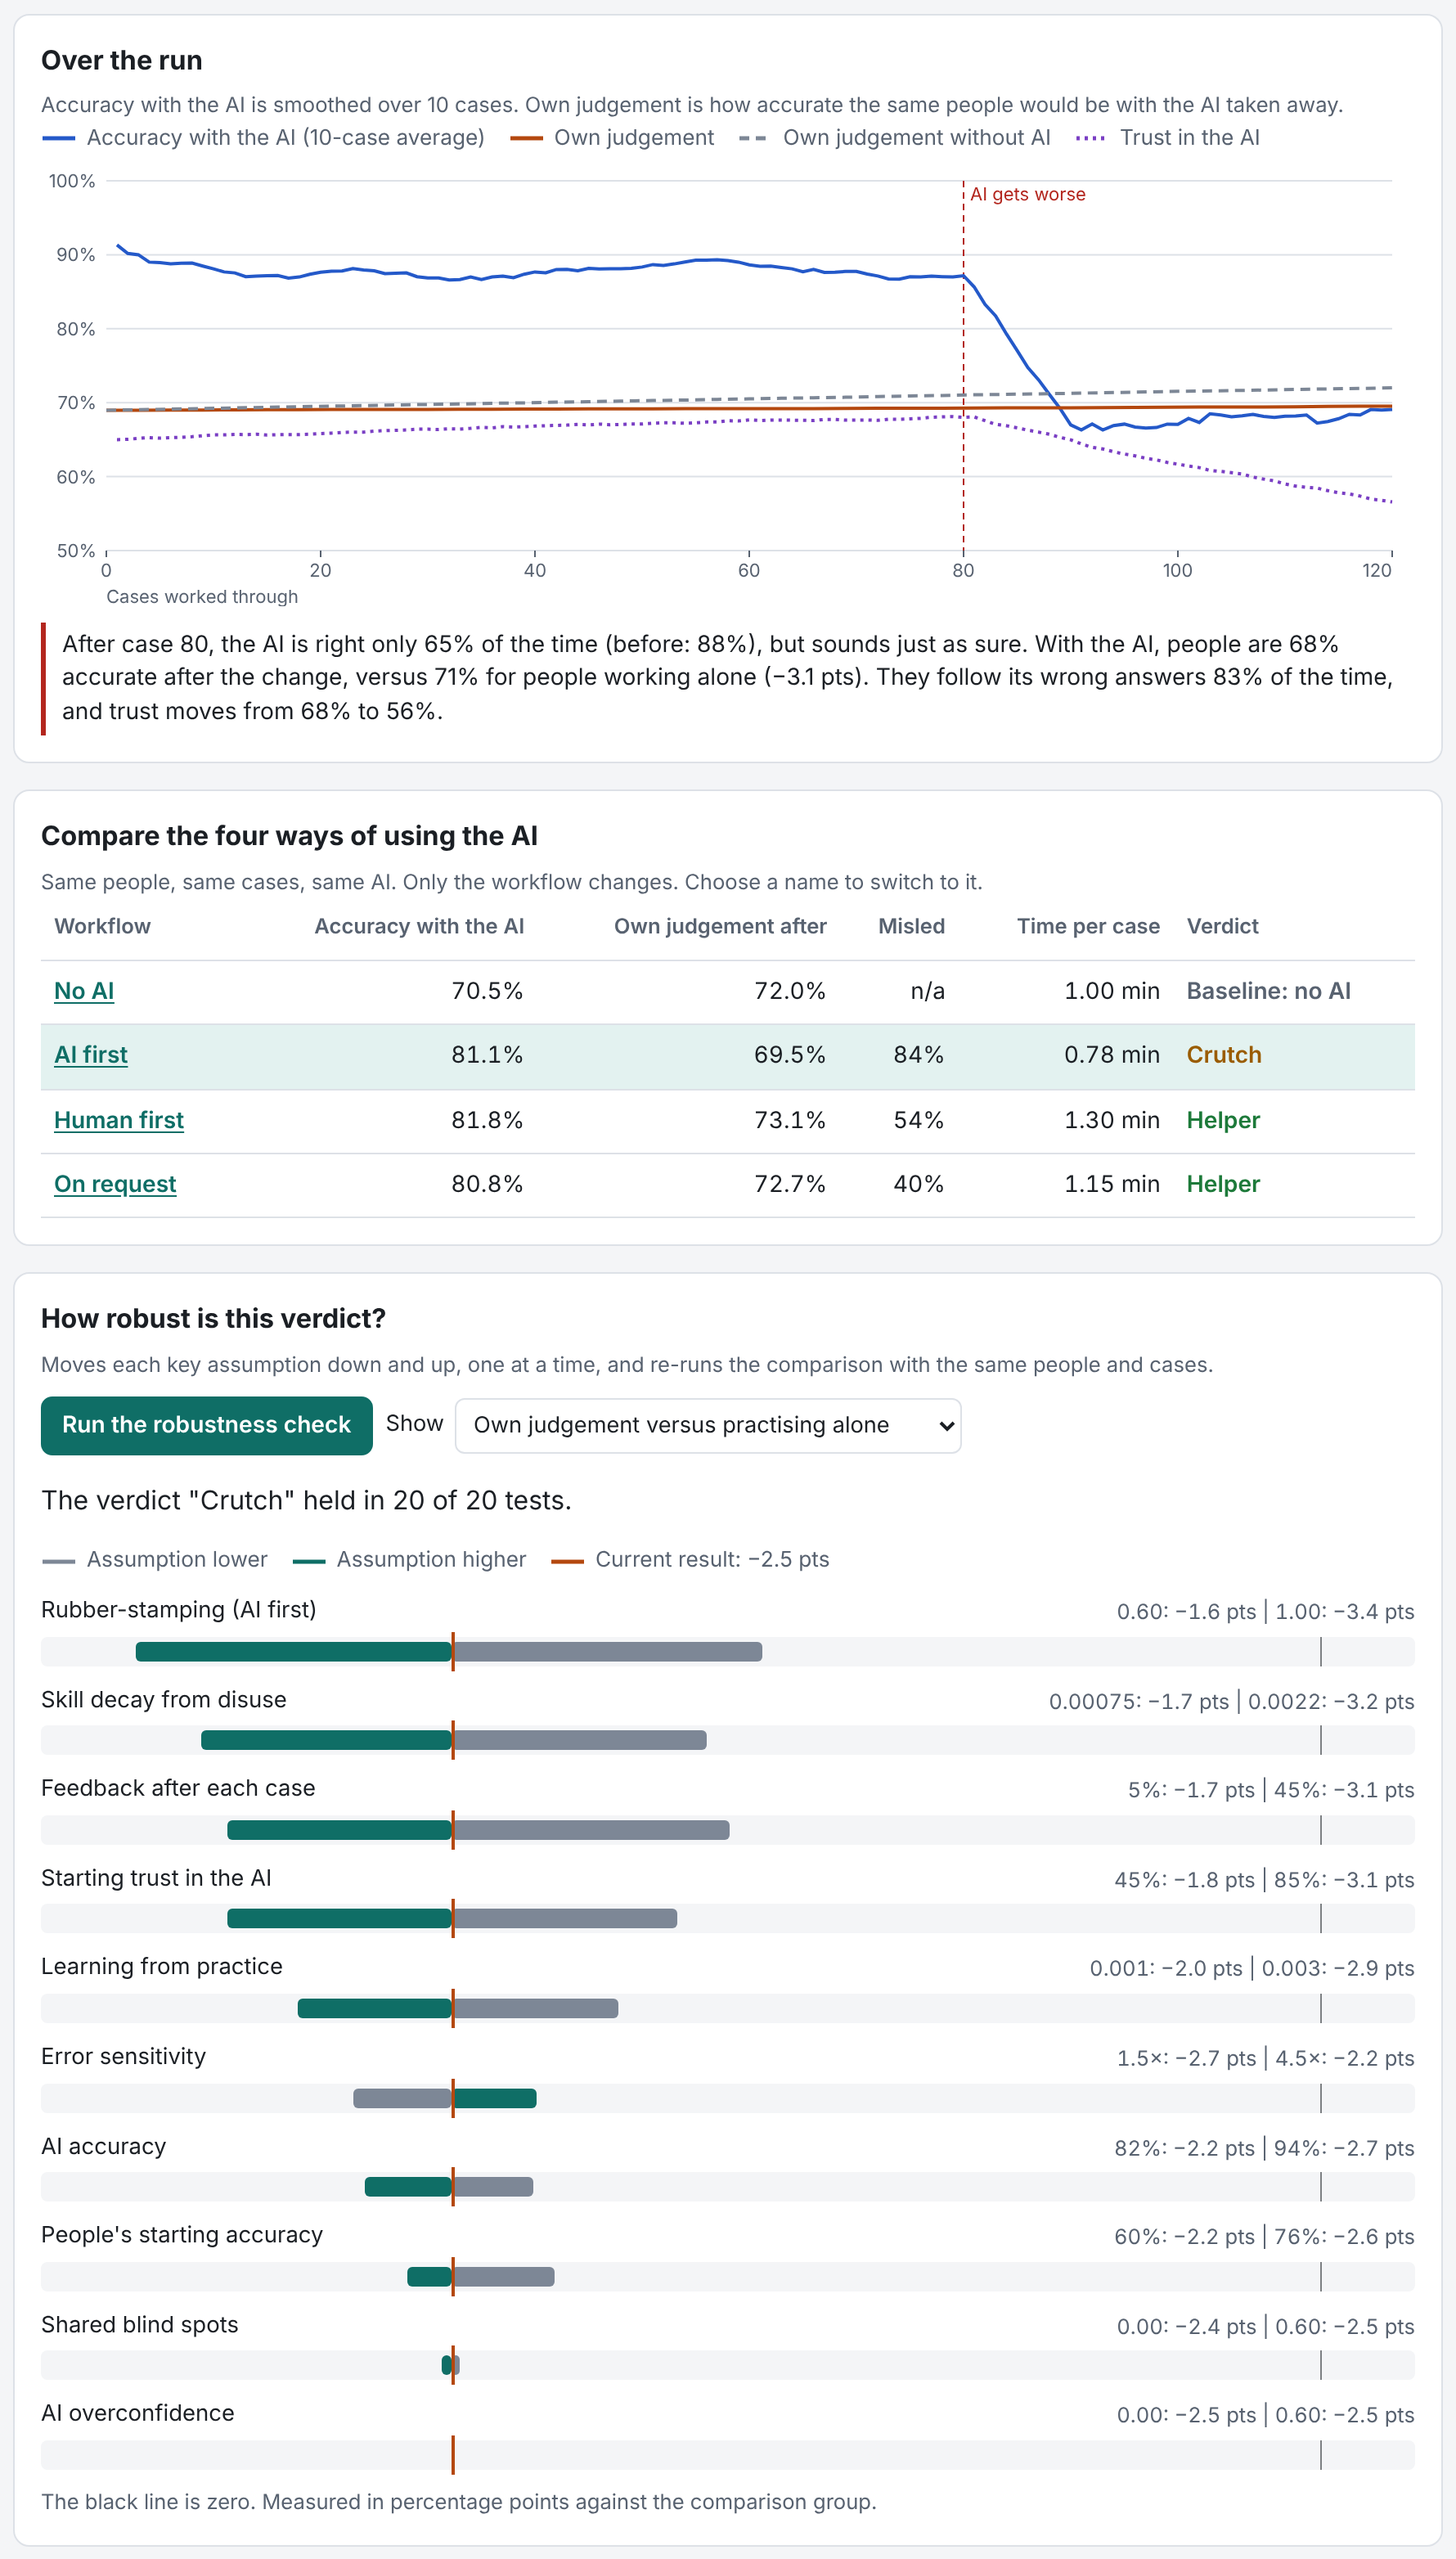 Over the run
Accuracy with the AI is smoothed over 10 cases. Own judgement is how accurate the same people would be with the AI taken away.
Accuracy with the AI (10-case average) Own judgement Own judgement without AI Trust in the AI
100%
AI gets worse
90%
80%
70%
60%
50%
0 20 40 60 80 100 120
Cases worked through
After case 80, the AI is right only 65% of the time (before: 88%), but sounds just as sure. With the AI, people are 68%
accurate after the change, versus 71% for people working alone (−3.1 pts). They follow its wrong answers 83% of the time,
and trust moves from 68% to 56%.
Compare the four ways of using the AI
Same people, same cases, same AI. Only the workflow changes. Choose a name to switch to it.
Workflow Accuracy with the AI Own judgement after Misled Time per case Verdict
No AI 70.5% 72.0% n/a 1.00 min Baseline: no AI
AI first 81.1% 69.5% 84% 0.78 min Crutch
Human first 81.8% 73.1% 54% 1.30 min Helper
On request 80.8% 72.7% 40% 1.15 min Helper
How robust is this verdict?
Moves each key assumption down and up, one at a time, and re-runs the comparison with the same people and cases.
Run the robustness check Show Own judgement versus practising alone
The verdict "Crutch" held in 20 of 20 tests.
Assumption lower Assumption higher Current result: −2.5 pts
Rubber-stamping (AI first) 0.60: −1.6 pts | 1.00: −3.4 pts
Skill decay from disuse 0.00075: −1.7 pts | 0.0022: −3.2 pts
Feedback after each case 5%: −1.7 pts | 45%: −3.1 pts
Starting trust in the AI 45%: −1.8 pts | 85%: −3.1 pts
Learning from practice 0.001: −2.0 pts | 0.003: −2.9 pts
Error sensitivity 1.5×: −2.7 pts | 4.5×: −2.2 pts
AI accuracy 82%: −2.2 pts | 94%: −2.7 pts
People's starting accuracy 60%: −2.2 pts | 76%: −2.6 pts
Shared blind spots 0.00: −2.4 pts | 0.60: −2.5 pts
AI overconfidence 0.00: −2.5 pts | 0.60: −2.5 pts
The black line is zero. Measured in percentage points against the comparison group.